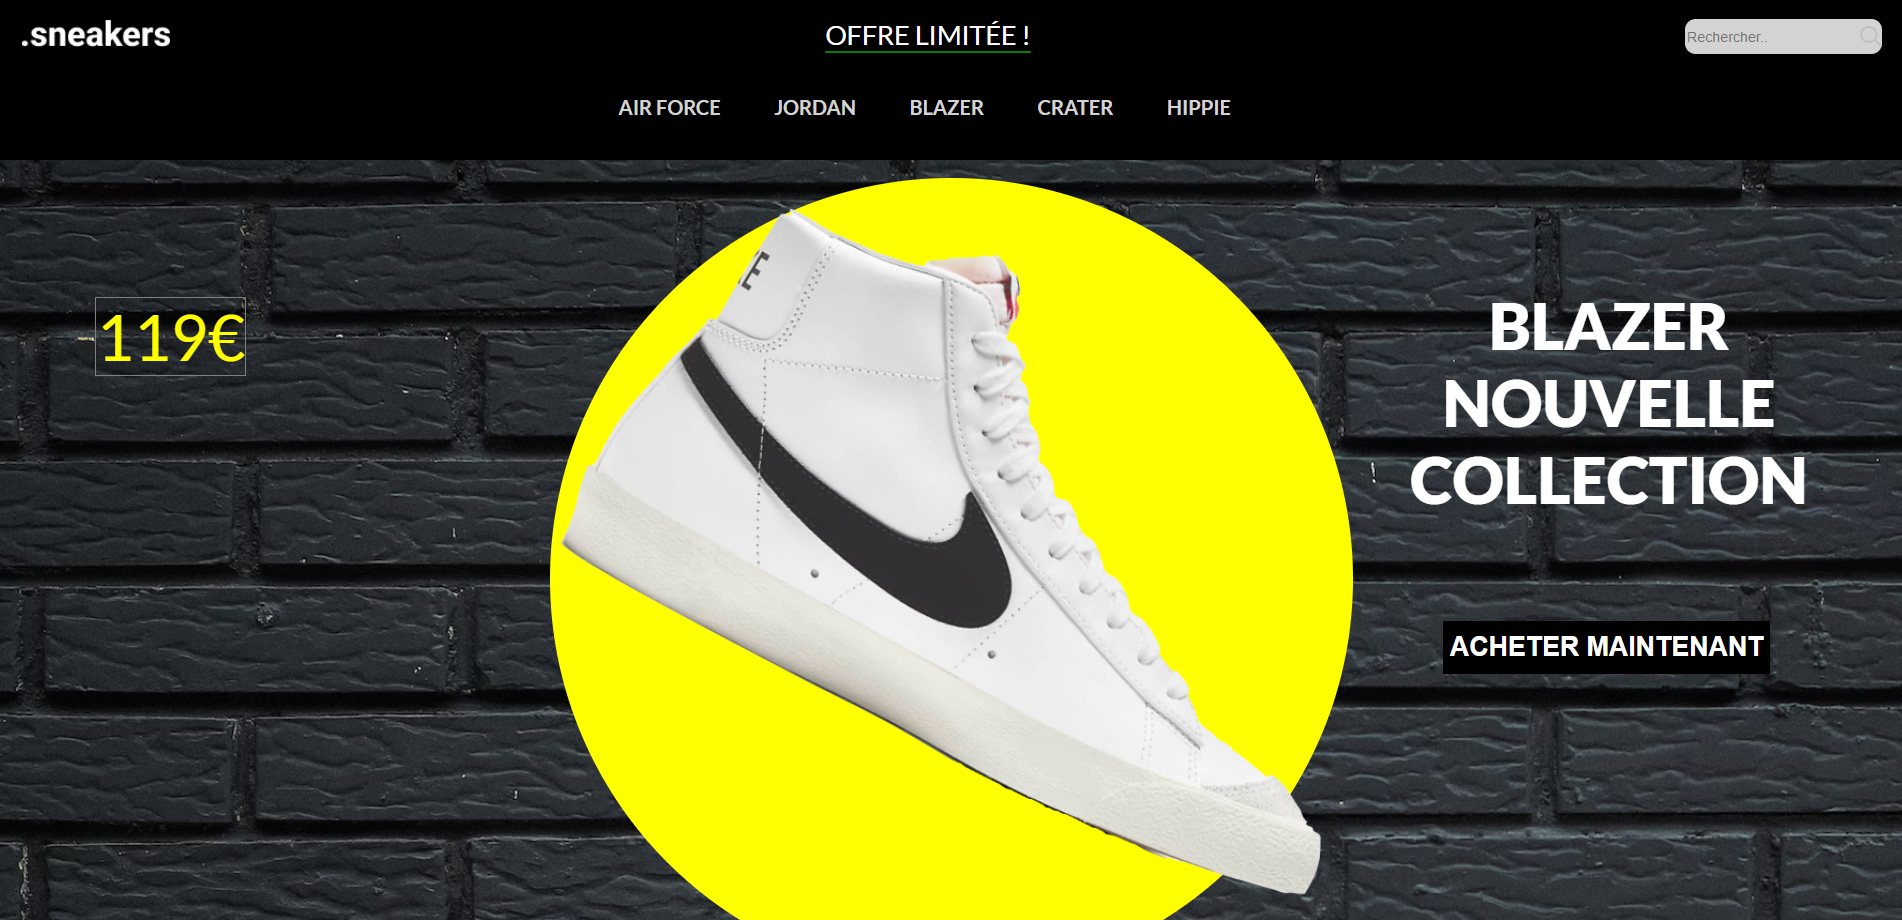 .sneakers
OFFRE LIMITÉE !
Rechercher..
AIR FORCE JORDAN BLAZER CRATER HIPPIE
119€
BLAZER
NOUVELLE
COLLECTION
ACHETER MAINTENANT